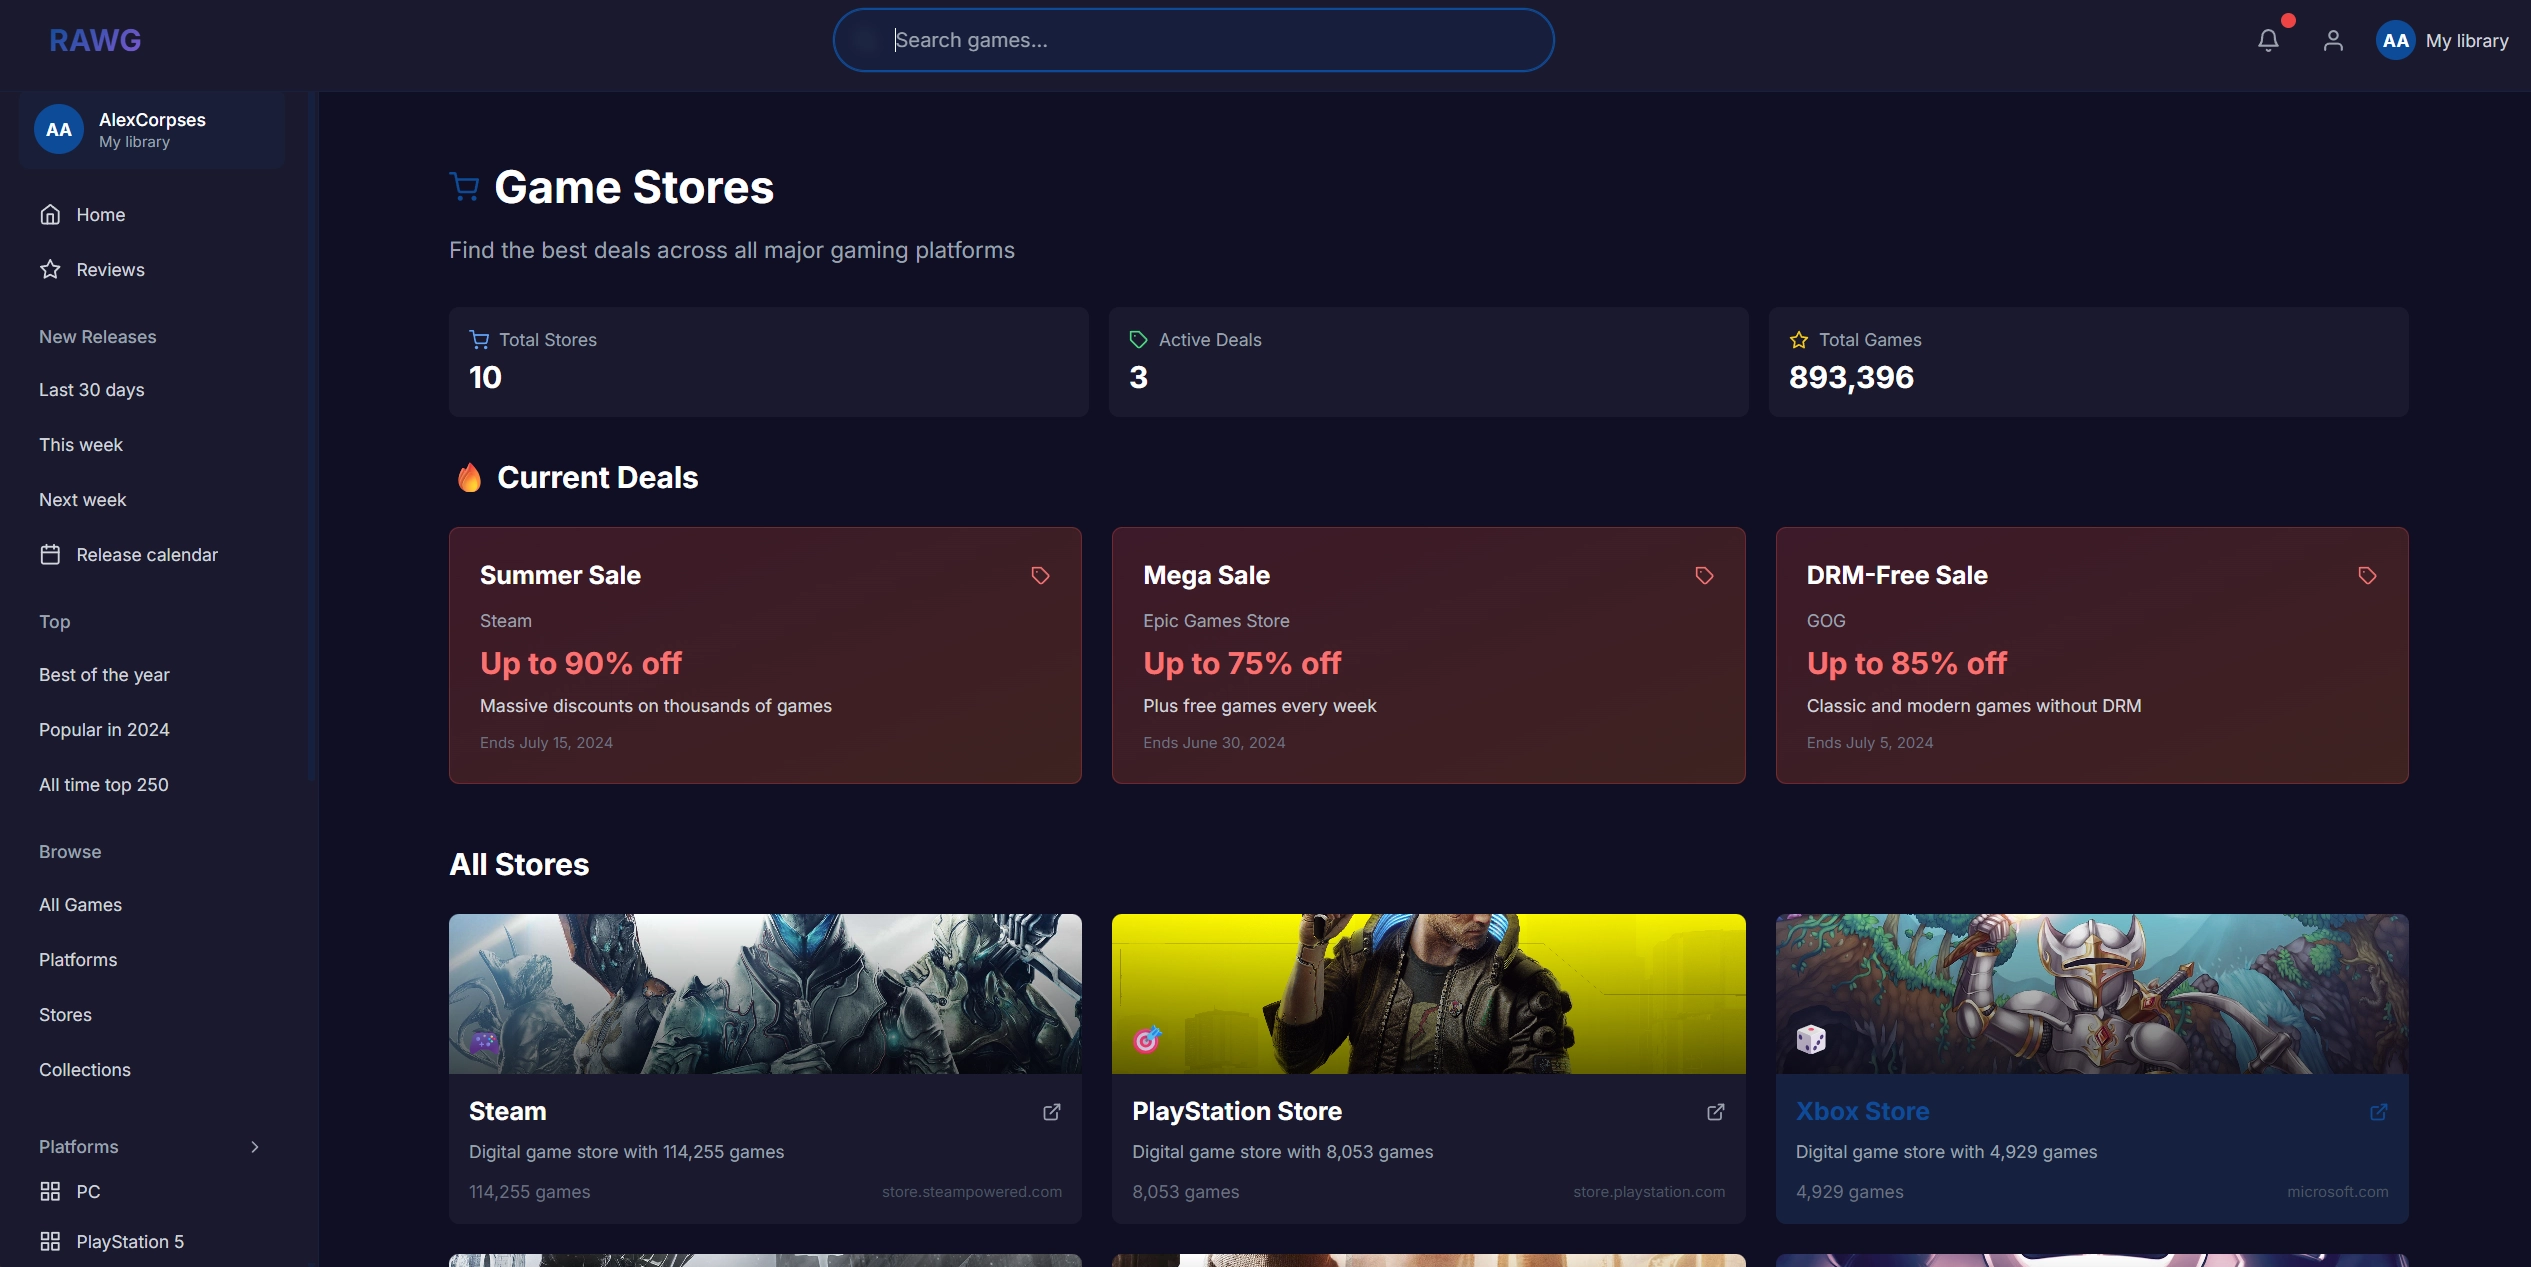 RAWG
Search games...
AA My library
AA
AlexCorpses
My library
Home
Reviews
New Releases
Last 30 days
This week
Next week
Release calendar
Top
Best of the year
Popular in 2024
All time top 250
Browse
All Games
Platforms
Stores
Collections
Platforms
PC
PlayStation 5
Game Stores
Find the best deals across all major gaming platforms
Total Stores
10
Active Deals
3
Total Games
893,396
Current Deals
Summer Sale
Steam
Up to 90% off
Massive discounts on thousands of games
Ends July 15, 2024
Mega Sale
Epic Games Store
Up to 75% off
Plus free games every week
Ends June 30, 2024
DRM-Free Sale
GOG
Up to 85% off
Classic and modern games without DRM
Ends July 5, 2024
All Stores
Steam
Digital game store with 114,255 games
114,255 games store.steampowered.com
PlayStation Store
Digital game store with 8,053 games
8,053 games store.playstation.com
Xbox Store
Digital game store with 4,929 games
4,929 games microsoft.com